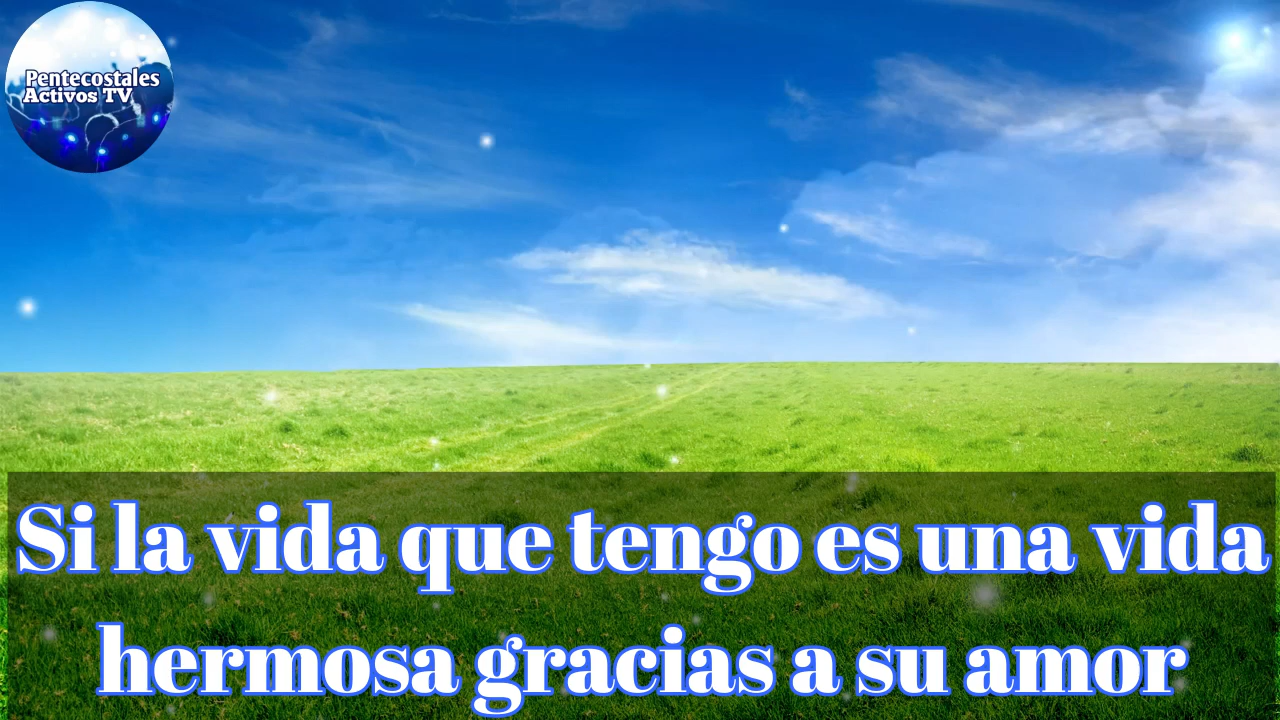 Pentecostales
Activos TV
Si la vida que tengo es una vida
hermosa gracias a su amor